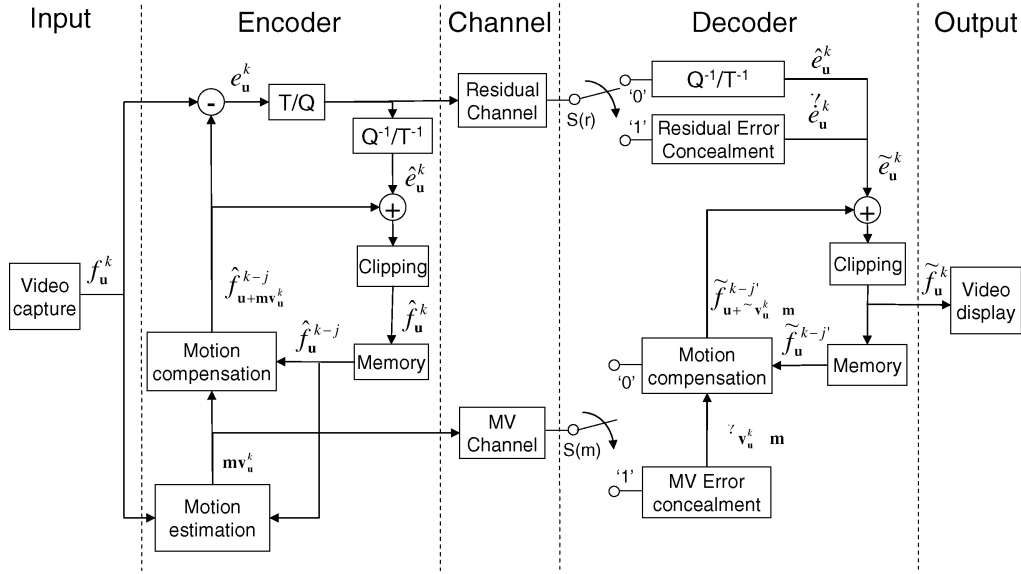 Input
Encoder
Channel
Decoder
Output
Video
capture
f_u^k
-
e_u^k
T/Q
Q⁻¹/T⁻¹
ê_u^k
+
Clipping
f̂_u^k
Memory
f̂_u^{k-j}
f̂_{u+mv_u^k}^{k-j}
Motion
compensation
mv_u^k
Motion
estimation
Residual
Channel
MV
Channel
S(r)
'0'
'1'
Q⁻¹/T⁻¹
ê_u^k
Residual Error
Concealment
ẽ_u^k
+
Clipping
f̃_u^k
Memory
f̃_u^{k-j'}
f̃_{u+~v_u^k m}^{k-j'}
Motion
compensation
'0'
S(m)
'1'
v_u^k m
MV Error
concealment
Video
display